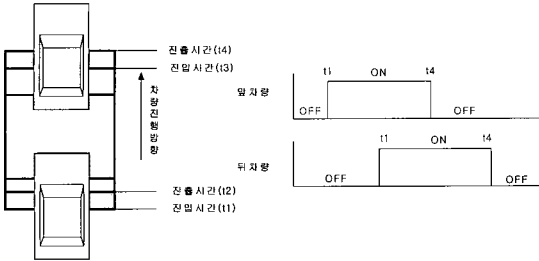 진출시간(t4)
진입시간(t3)
차량진행방향
진출시간(t2)
진입시간(t1)
t1 ON t4
앞차량
OFF OFF
t1 ON t4
뒤차량
OFF OFF